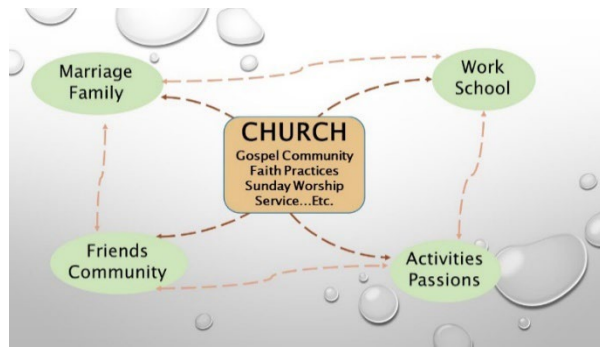 Marriage
Family
Work
School
CHURCH
Gospel Community
Faith Practices
Sunday Worship
Service...Etc.
Friends
Community
Activities
Passions